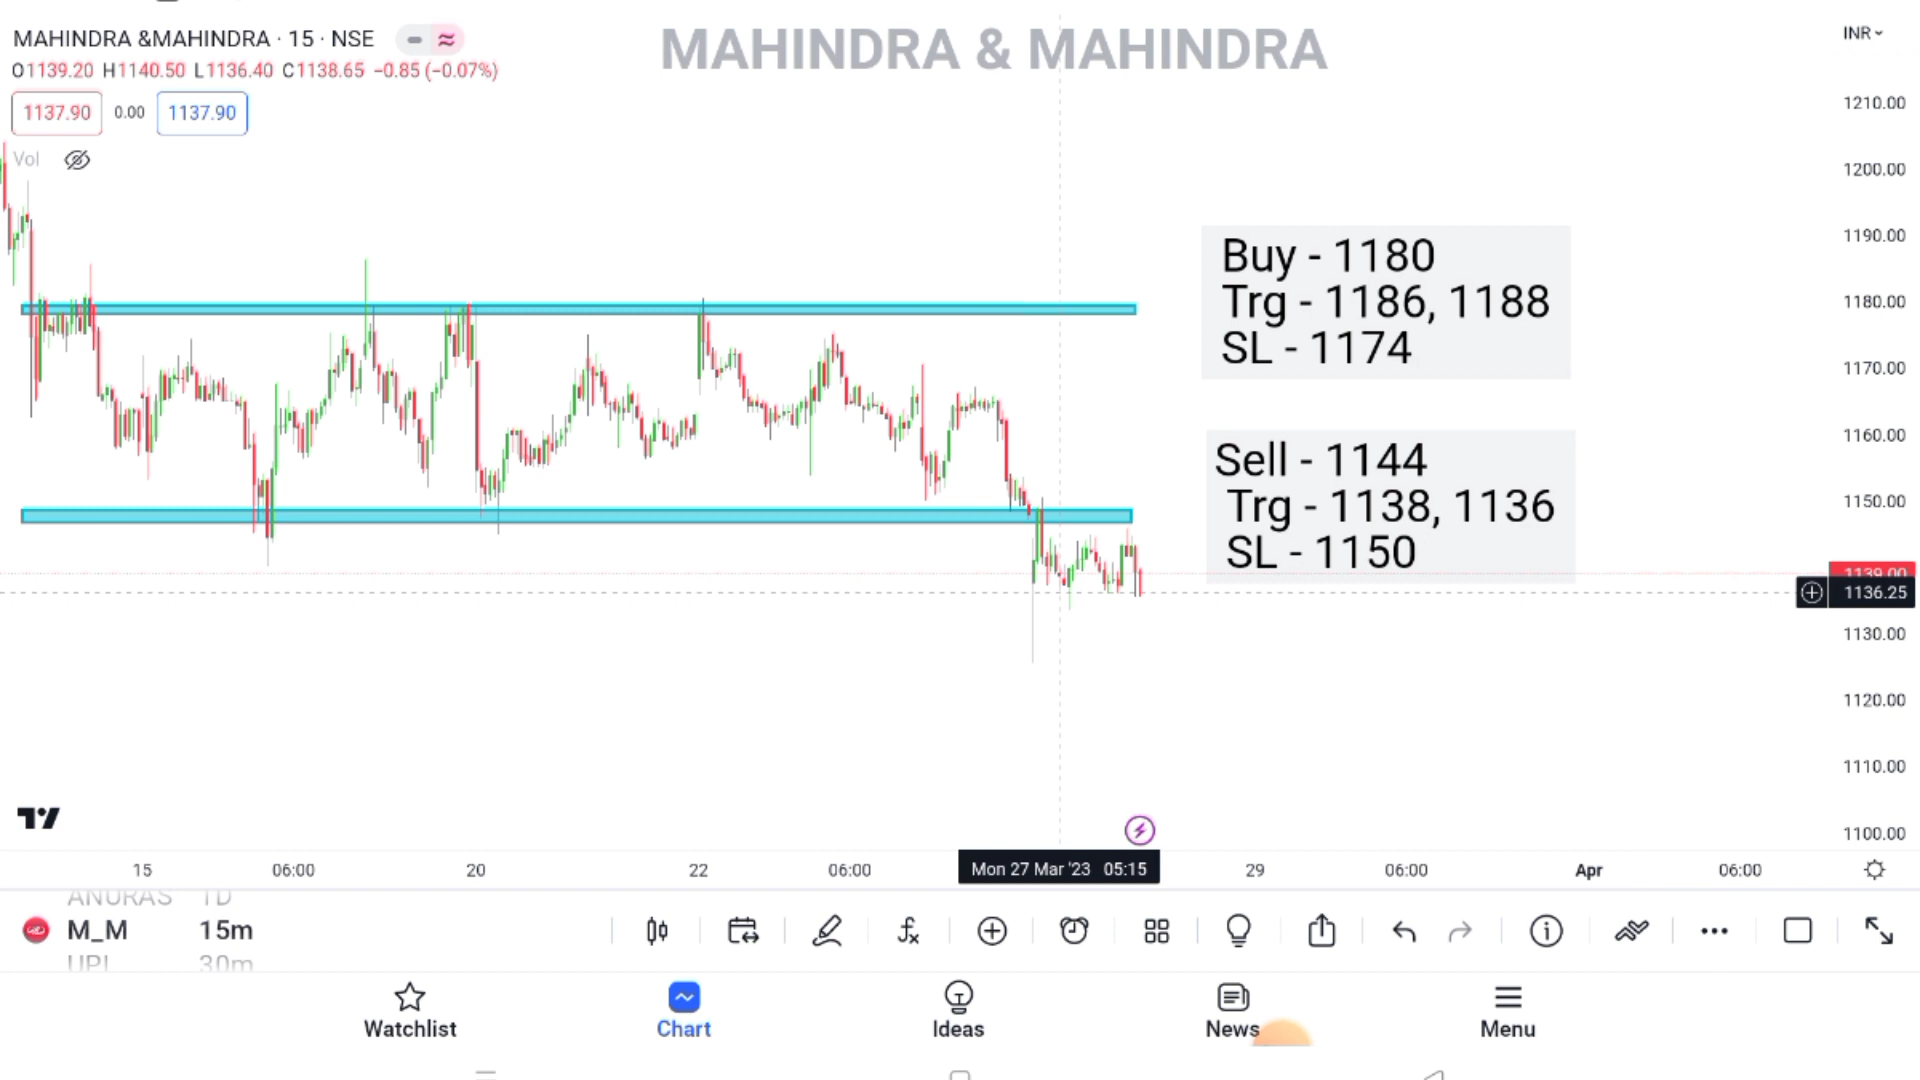 MAHINDRA &MAHINDRA · 15 · NSE
MAHINDRA & MAHINDRA
INR
O1139.20 H1140.50 L1136.40 C1138.65 −0.85 (−0.07%)
1137.90 0.00 1137.90
Vol
1210.00
1200.00
1190.00
1180.00
1170.00
1160.00
1150.00
1139.00
1136.25
1130.00
1120.00
1110.00
1100.00
Buy - 1180
Trg - 1186, 1188
SL - 1174
Sell - 1144
Trg - 1138, 1136
SL - 1150
15 06:00 20 22 06:00 Mon 27 Mar '23 05:15 29 06:00 Apr 06:00
ANURAS 1D
M_M 15m
UPL 30m
Watchlist Chart Ideas News Menu